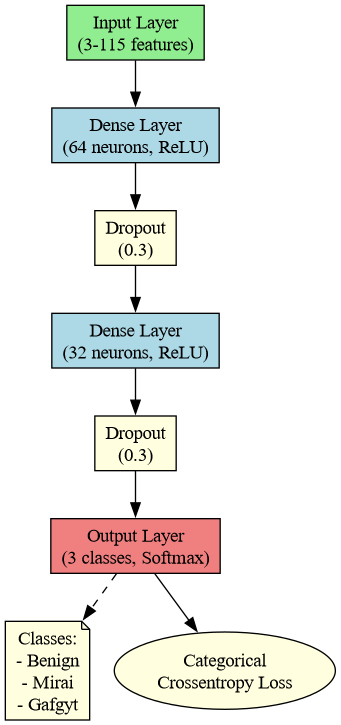 Input Layer
(3-115 features)
Dense Layer
(64 neurons, ReLU)
Dropout
(0.3)
Dense Layer
(32 neurons, ReLU)
Dropout
(0.3)
Output Layer
(3 classes, Softmax)
Classes:
- Benign
- Mirai
- Gafgyt
Categorical
Crossentropy Loss